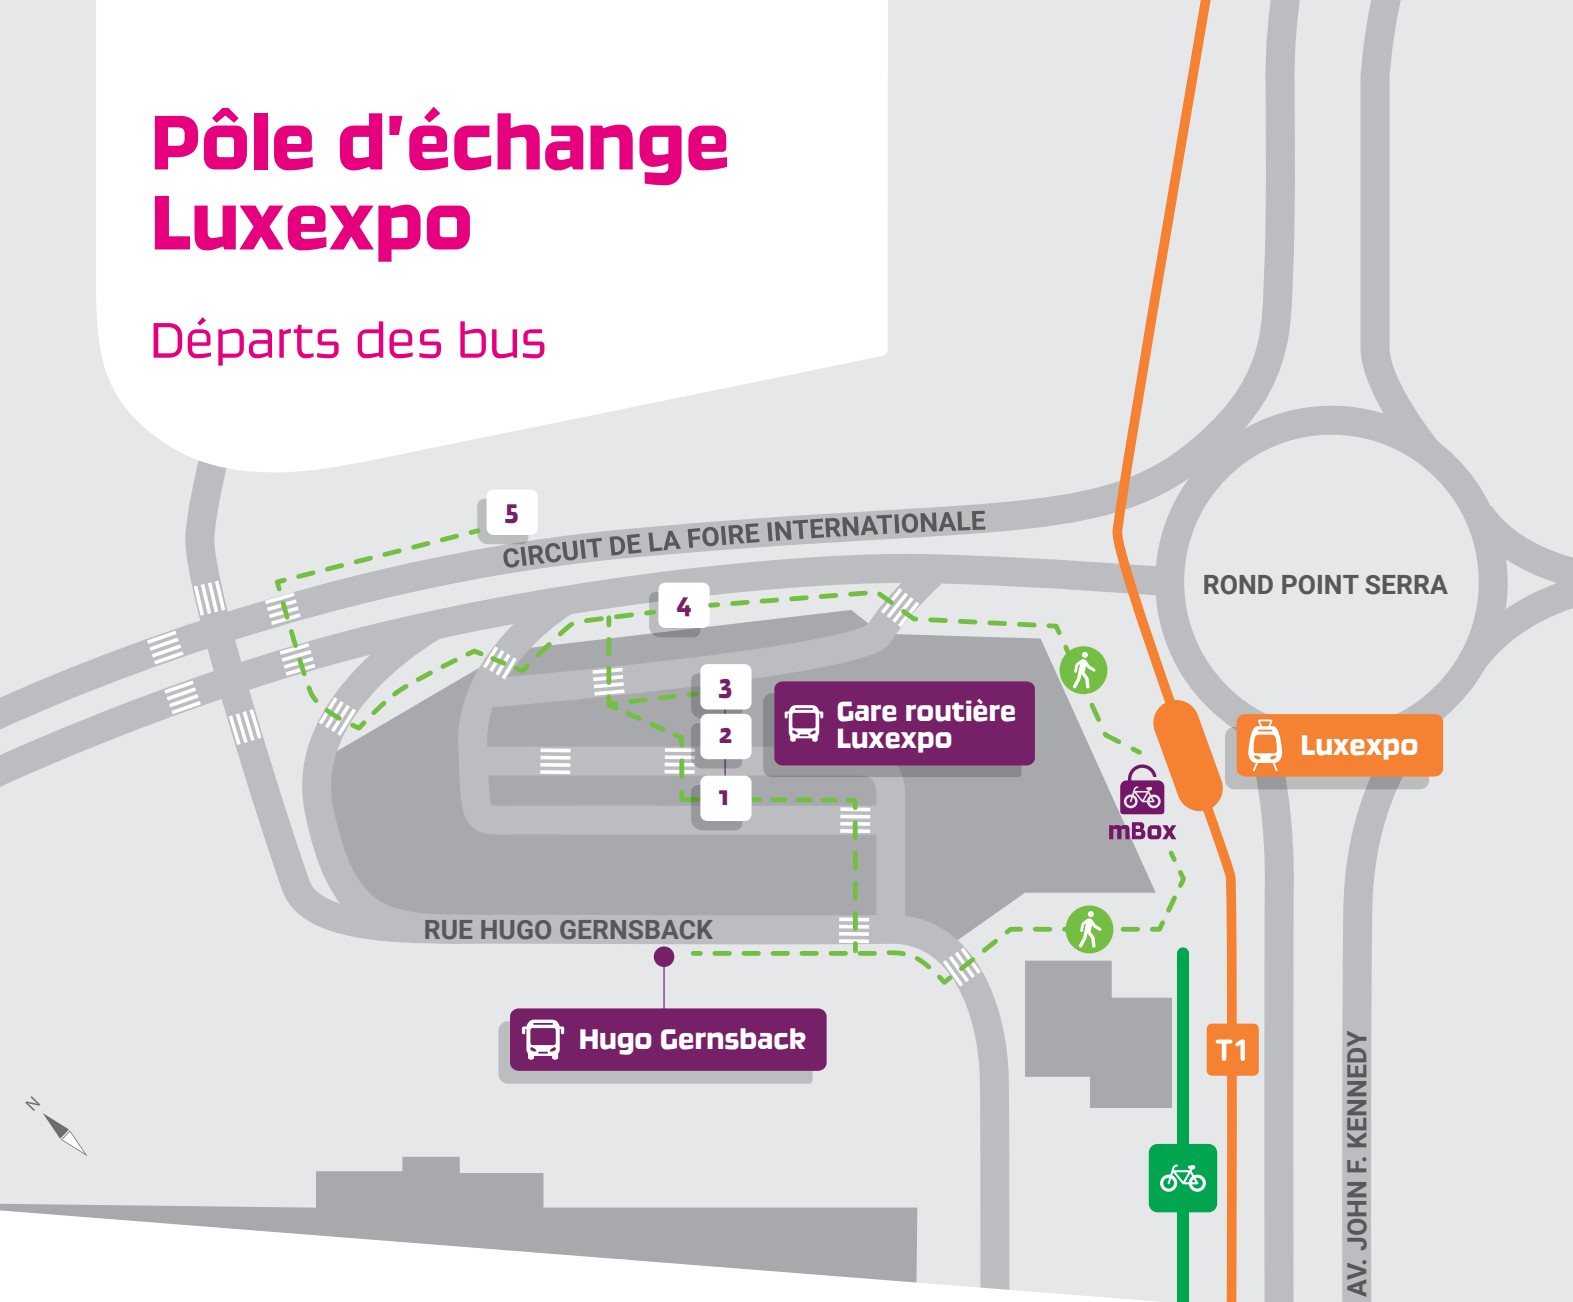 Pôle d'échange
Luxexpo
Départs des bus
5
CIRCUIT DE LA FOIRE INTERNATIONALE
ROND POINT SERRA
4
3
2
1
Gare routière
Luxexpo
Luxexpo
mBox
RUE HUGO GERNSBACK
Hugo Gernsback
T1
AV. JOHN F. KENNEDY
N